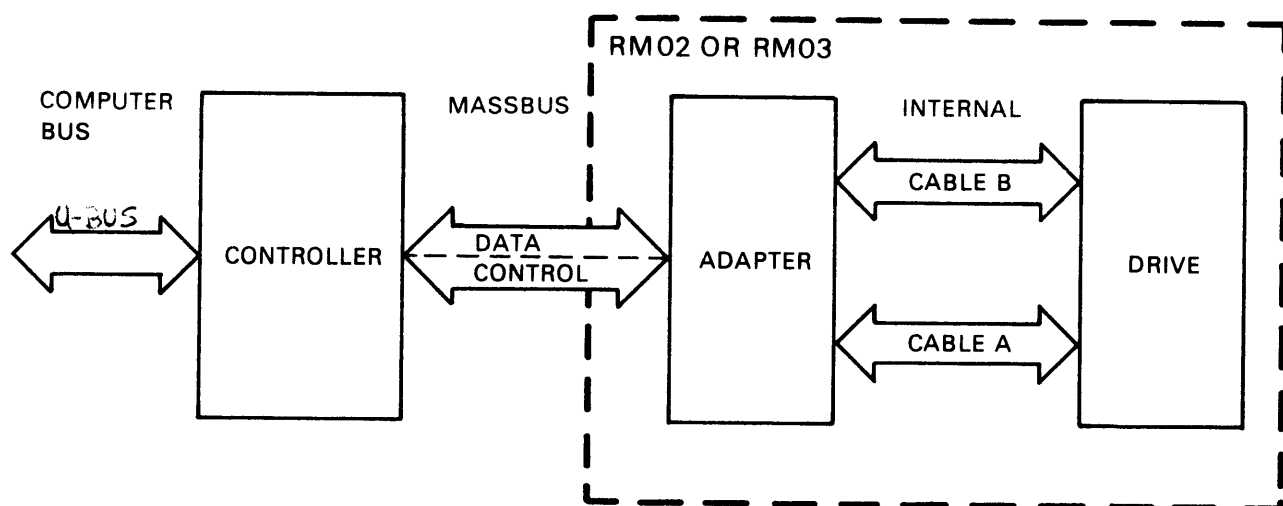 RM02 OR RM03
COMPUTER
BUS
MASSBUS
INTERNAL
U-BUS
CONTROLLER
DATA
CONTROL
ADAPTER
CABLE B
CABLE A
DRIVE